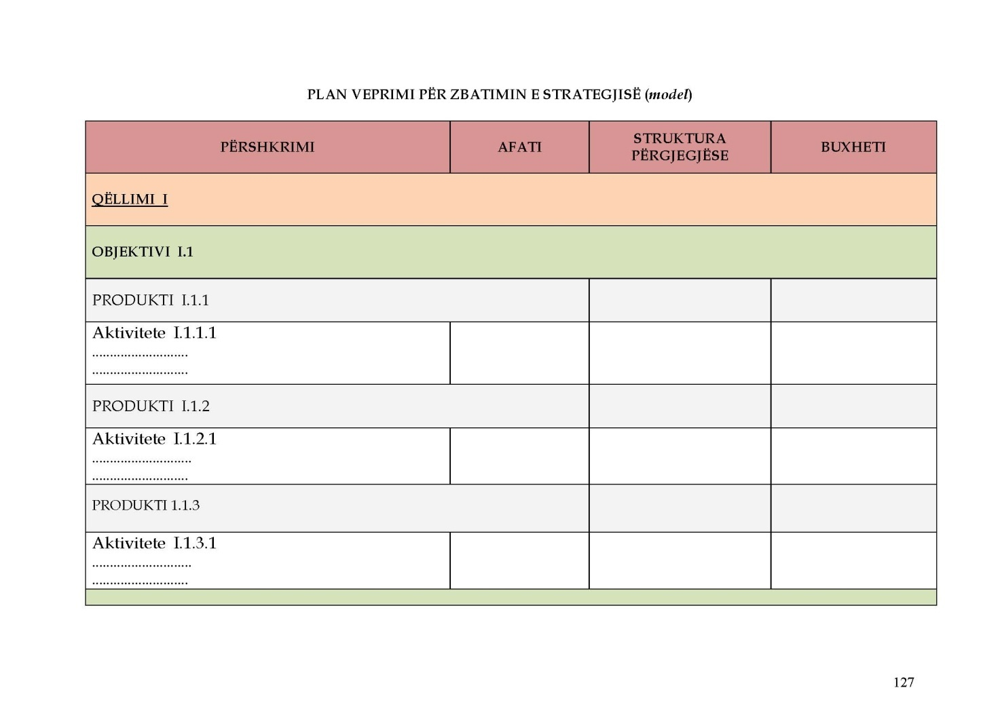 PLAN VEPRIMI PËR ZBATIMIN E STRATEGJISË (model)
PËRSHKRIMI
AFATI
STRUKTURA
PËRGJEGJËSE
BUXHETI
QËLLIMI I
OBJEKTIVI I.1
PRODUKTI I.1.1
Aktivitete I.1.1.1
...........................
...........................
PRODUKTI I.1.2
Aktivitete I.1.2.1
............................
...........................
PRODUKTI 1.1.3
Aktivitete I.1.3.1
............................
...........................
127